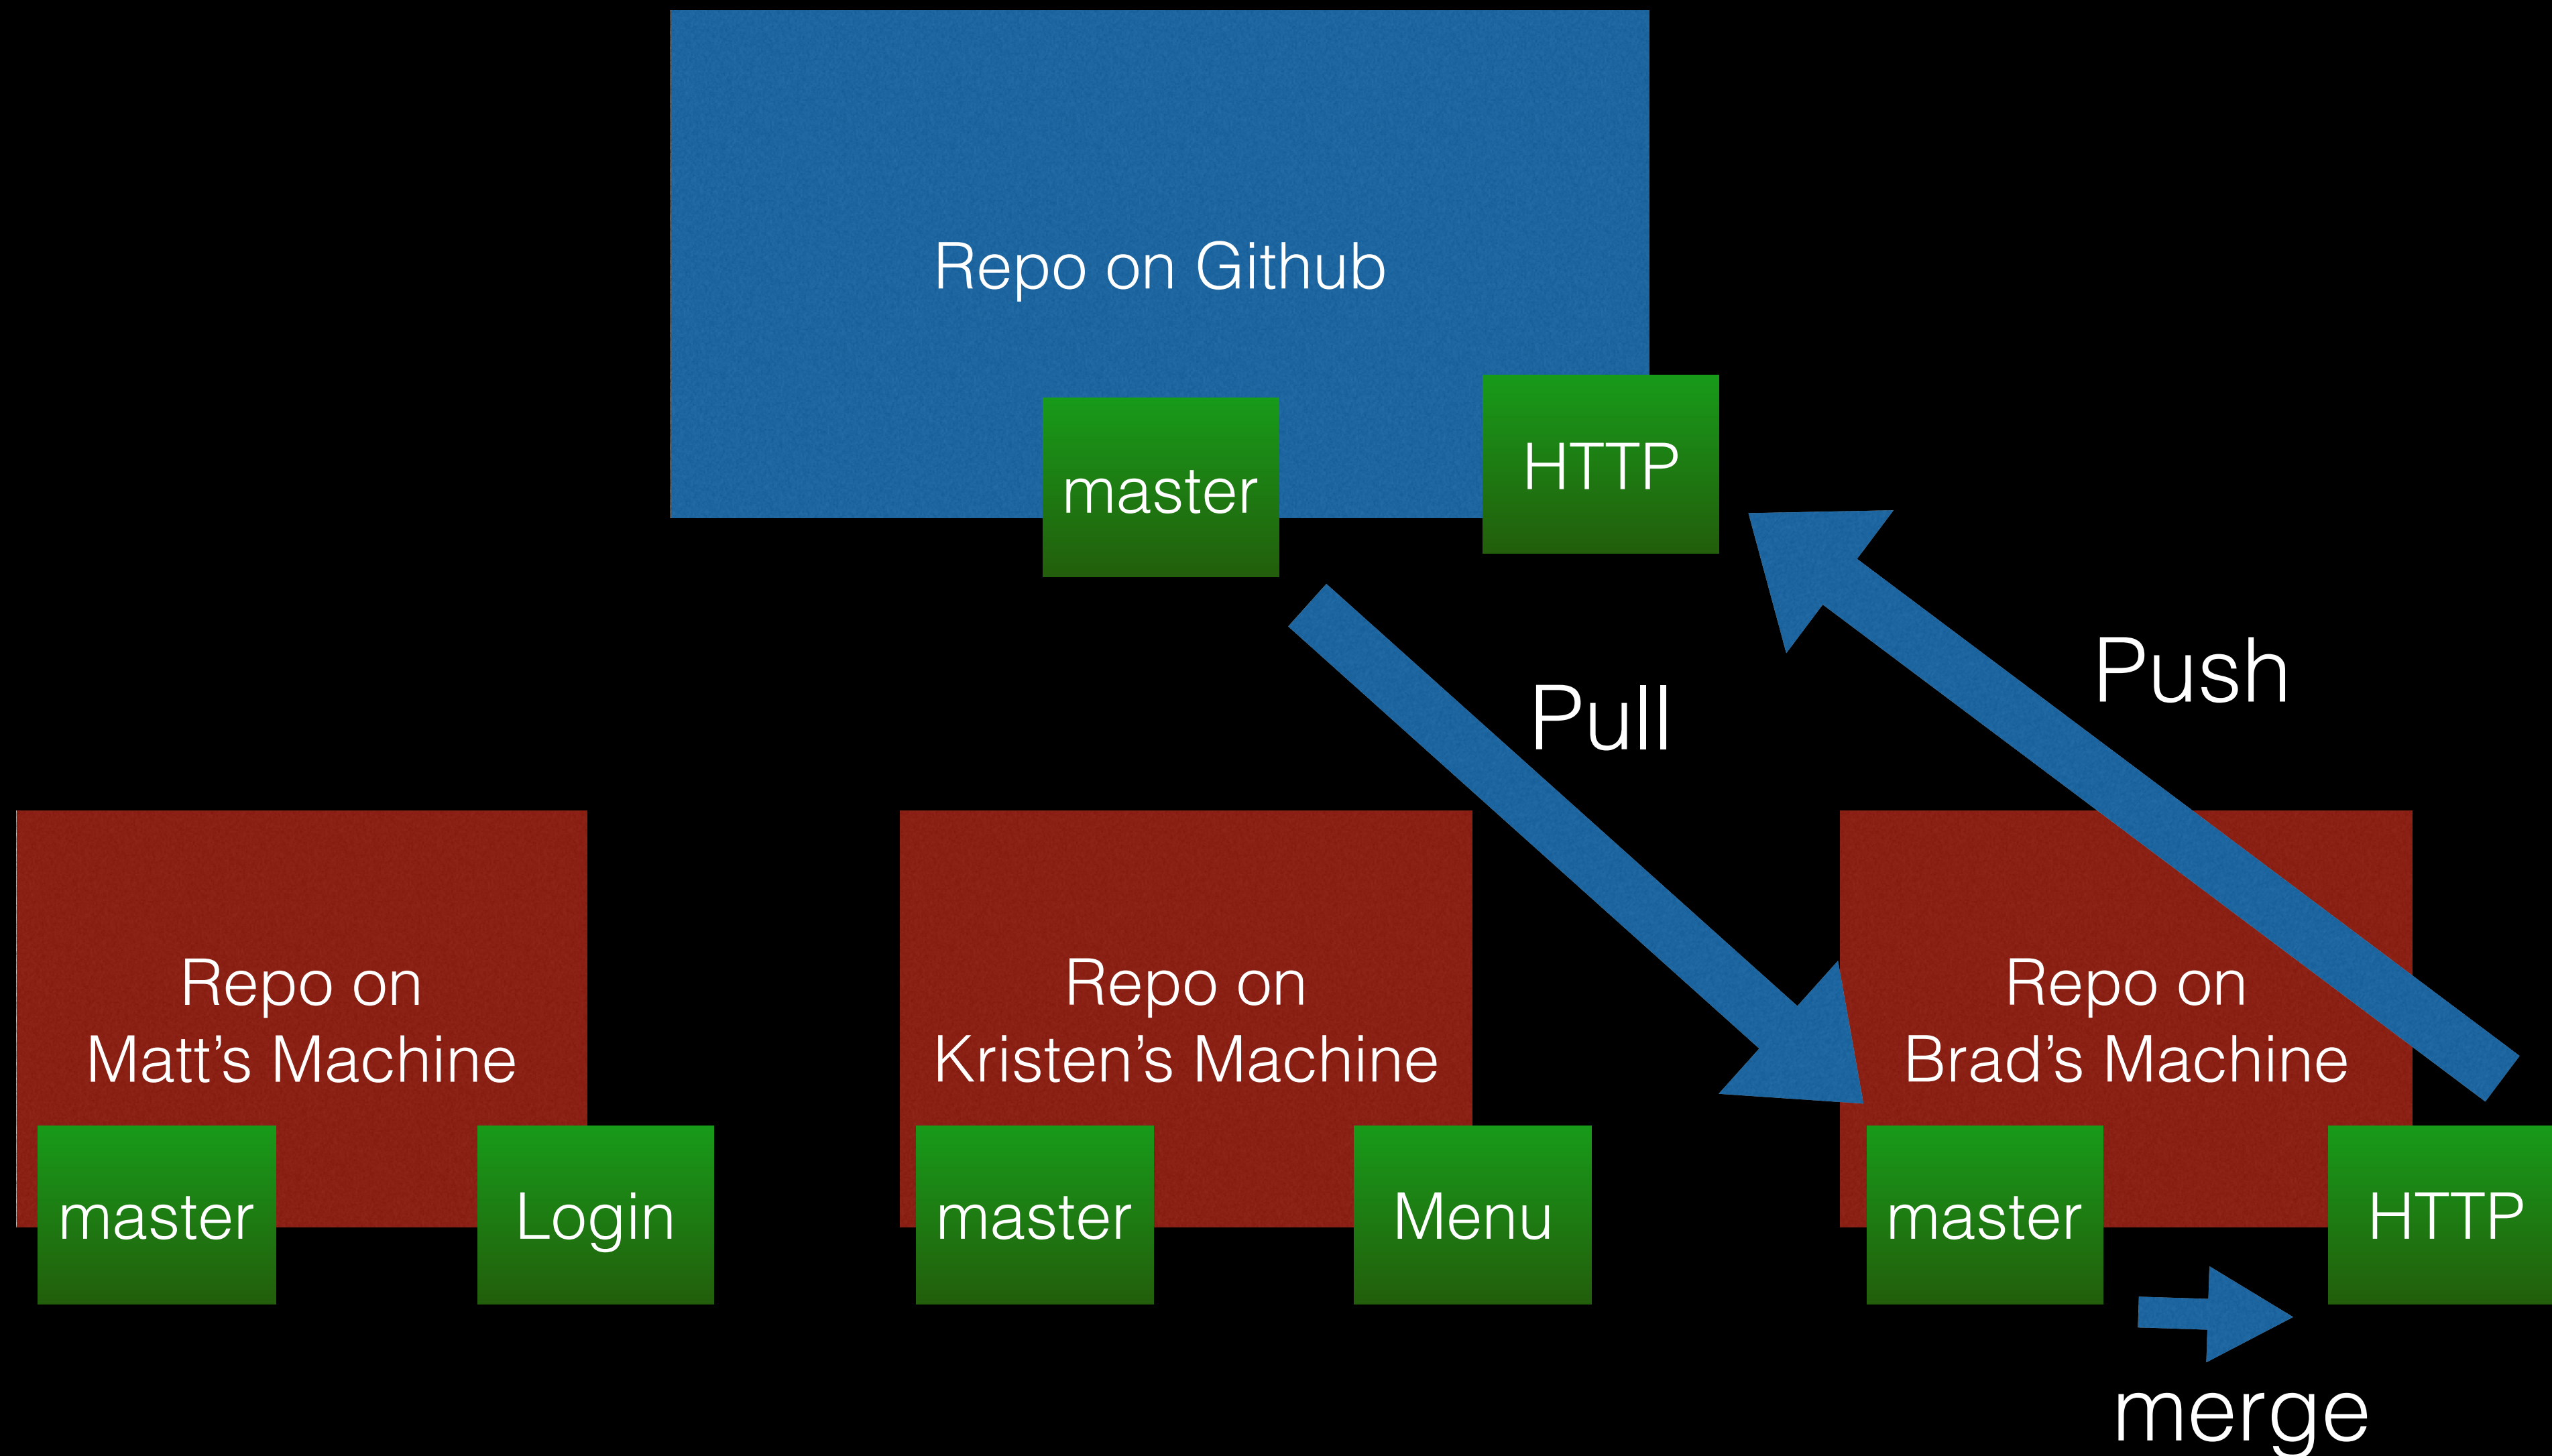 Repo on Github
master
HTTP
Pull
Push
Repo on
Matt’s Machine
master
Login
Repo on
Kristen’s Machine
master
Menu
Repo on
Brad’s Machine
master
HTTP
merge